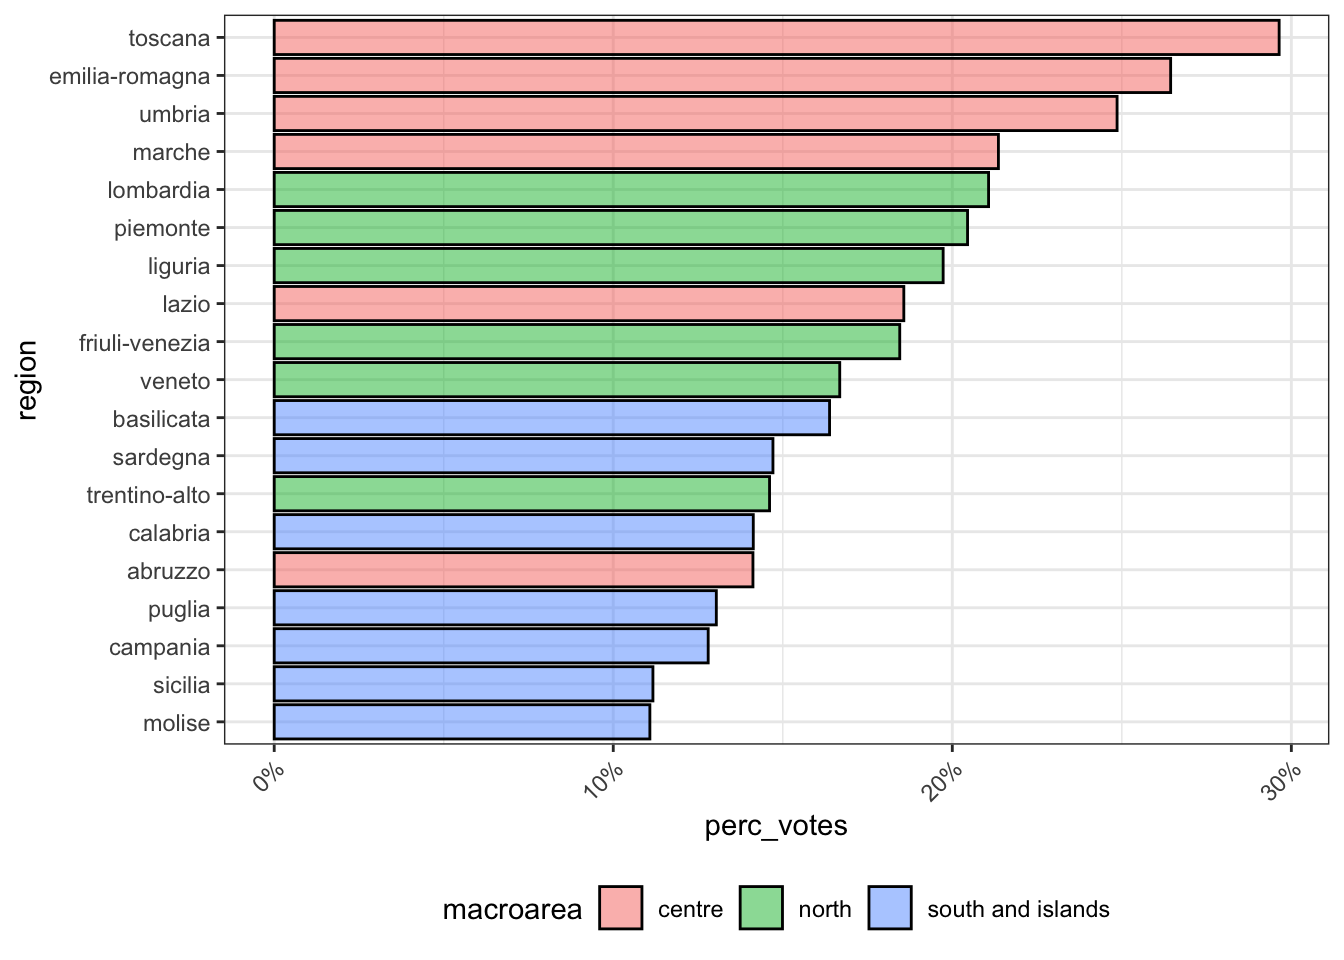 toscana
emilia-romagna
umbria
marche
lombardia
piemonte
liguria
lazio
friuli-venezia
veneto
basilicata
sardegna
trentino-alto
calabria
abruzzo
puglia
campania
sicilia
molise
region
0% 10% 20% 30%
perc_votes
macroarea centre north south and islands